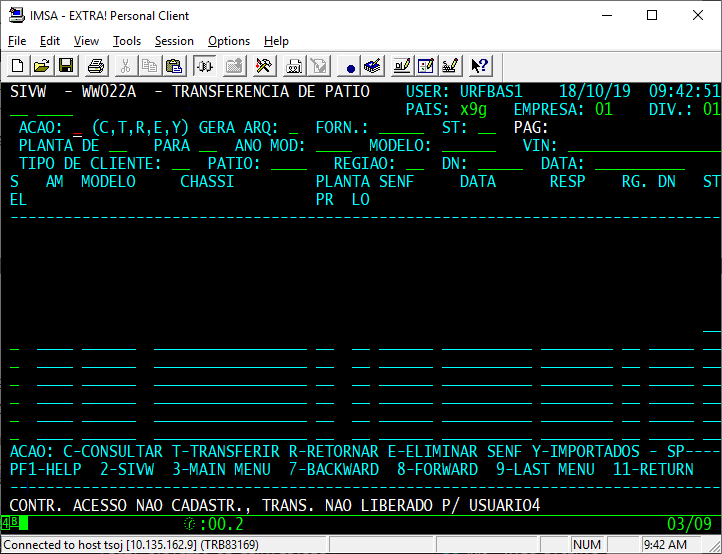 IMSA - EXTRA! Personal Client
File Edit View Tools Session Options Help
SIVW - WW022A - TRANSFERENCIA DE PATIO USER: URFBAS1 18/10/19 09:42:51
PAIS: x9g EMPRESA: 01 DIV.: 01
ACAO: _ (C,T,R,E,Y) GERA ARQ: _ FORN.: _____ ST: __ PAG:
PLANTA DE __ PARA __ ANO MOD: ____ MODELO: ______ VIN: _________________
TIPO DE CLIENTE: __ PATIO: ____ REGIAO: ___ DN: _____ DATA: __________
S AM MODELO CHASSI PLANTA SENF DATA RESP RG. DN ST
EL PR LO
ACAO: C-CONSULTAR T-TRANSFERIR R-RETORNAR E-ELIMINAR SENF Y-IMPORTADOS - SP----
PF1-HELP 2-SIVW 3-MAIN MENU 7-BACKWARD 8-FORWARD 9-LAST MENU 11-RETURN
CONTR. ACESSO NAO CADASTR., TRANS. NAO LIBERADO P/ USUARIO4
4B :00.2 03/09
Connected to host tsoj [10.135.162.9] (TRB83169) NUM 9:42 AM